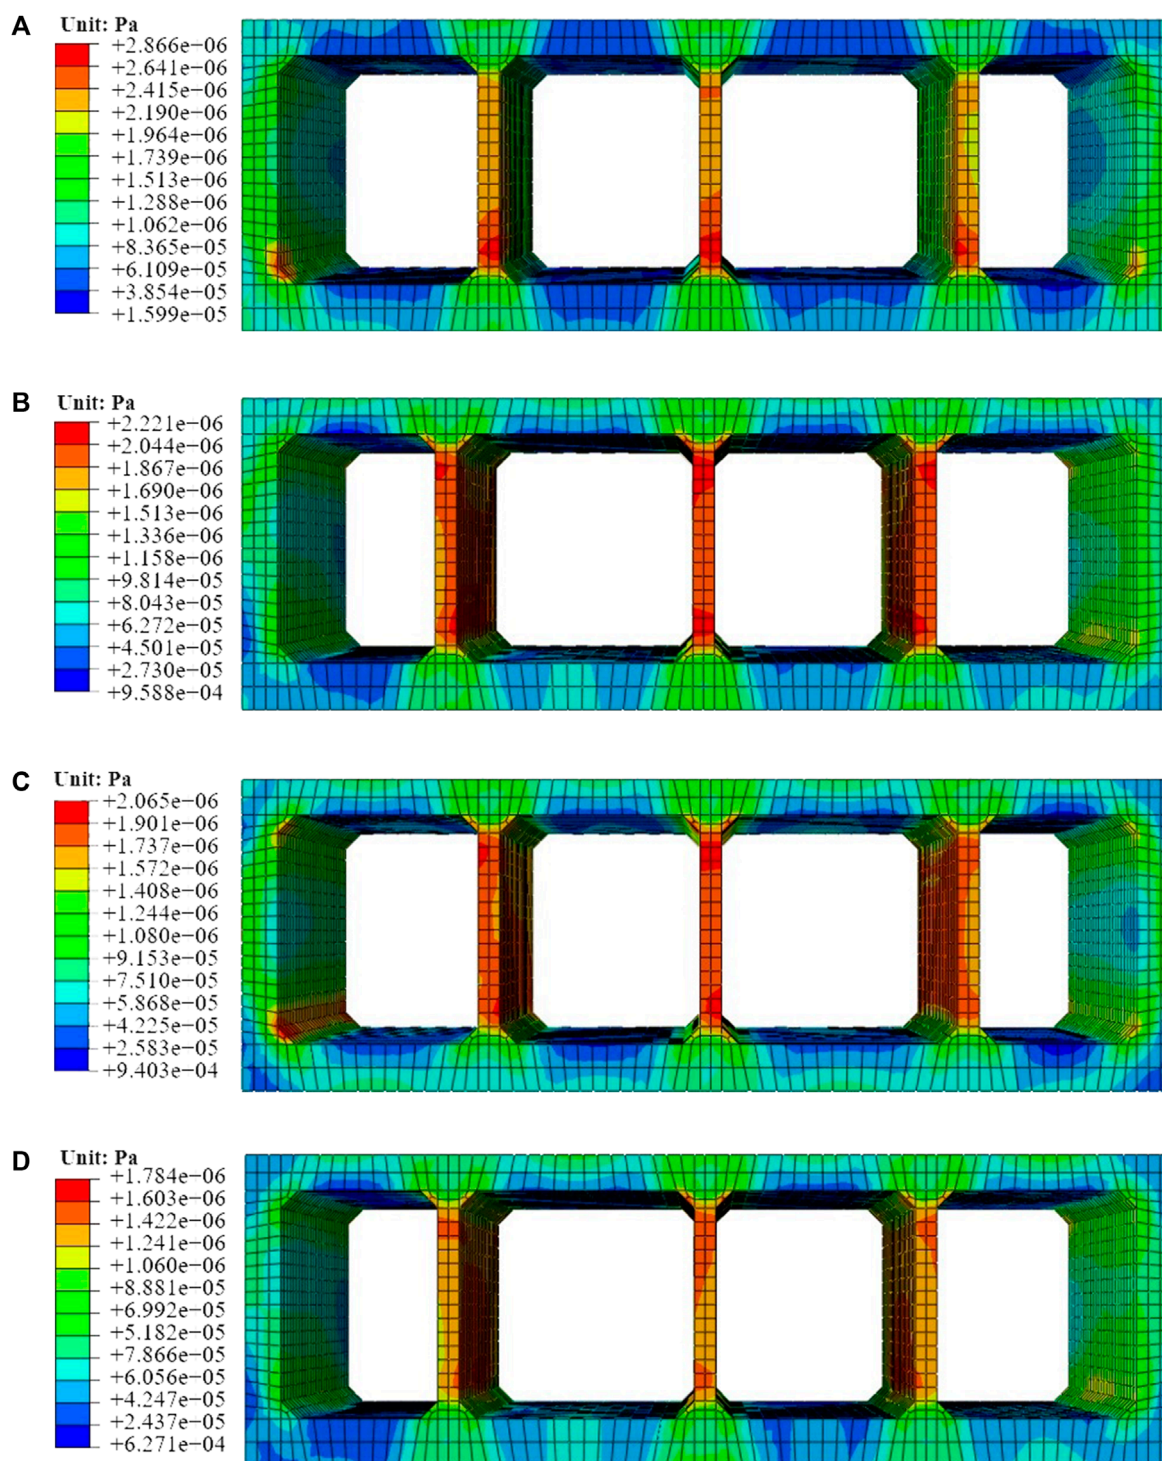 A
Unit: Pa
+2.866e−06
+2.641e−06
+2.415e−06
+2.190e−06
+1.964e−06
+1.739e−06
+1.513e−06
+1.288e−06
+1.062e−06
+8.365e−05
+6.109e−05
+3.854e−05
+1.599e−05
B
Unit: Pa
+2.221e−06
+2.044e−06
+1.867e−06
+1.690e−06
+1.513e−06
+1.336e−06
+1.158e−06
+9.814e−05
+8.043e−05
+6.272e−05
+4.501e−05
+2.730e−05
+9.588e−04
C
Unit: Pa
+2.065e−06
+1.901e−06
+1.737e−06
+1.572e−06
+1.408e−06
+1.244e−06
+1.080e−06
+9.153e−05
+7.510e−05
+5.868e−05
+4.225e−05
+2.583e−05
+9.403e−04
D
Unit: Pa
+1.784e−06
+1.603e−06
+1.422e−06
+1.241e−06
+1.060e−06
+8.881e−05
+6.992e−05
+5.182e−05
+7.866e−05
+6.056e−05
+4.247e−05
+2.437e−05
+6.271e−04